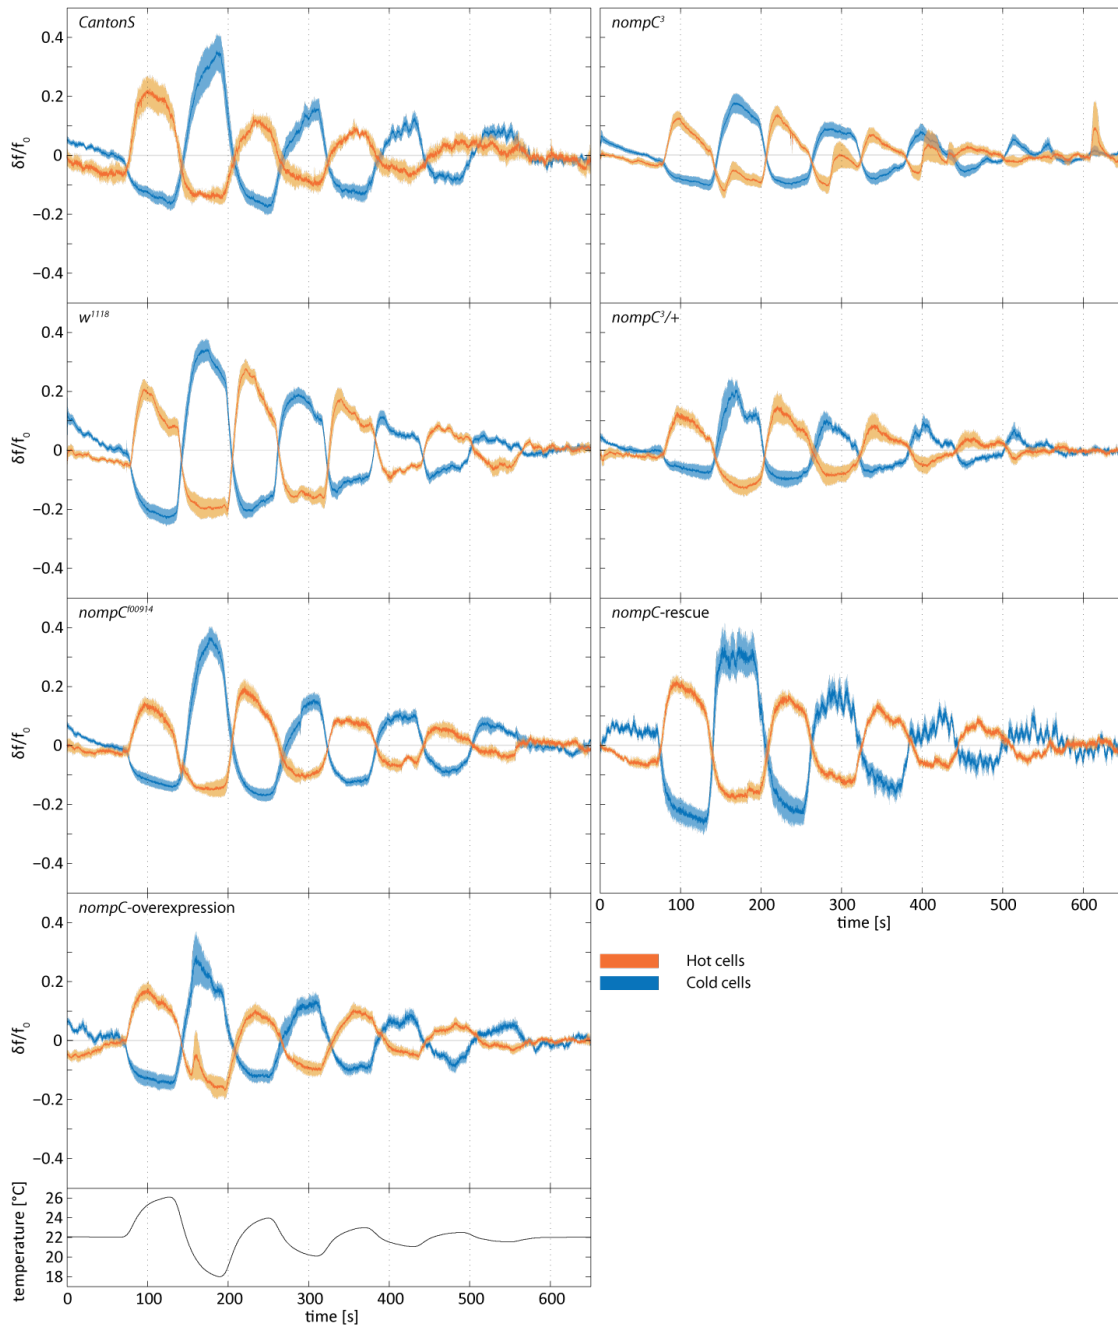 CantonS
0.4
0.2
0
−0.2
−0.4
δf/f₀
nompC³
w¹¹¹⁸
0.4
0.2
0
−0.2
−0.4
δf/f₀
nompC³/+
nompCᶠ⁰⁰⁹¹⁴
0.4
0.2
0
−0.2
−0.4
δf/f₀
nompC-rescue
0 100 200 300 400 500 600
time [s]
nompC-overexpression
0.4
0.2
0
−0.2
−0.4
δf/f₀
Hot cells
Cold cells
temperature [°C]
26
24
22
20
18
0 100 200 300 400 500 600
time [s]